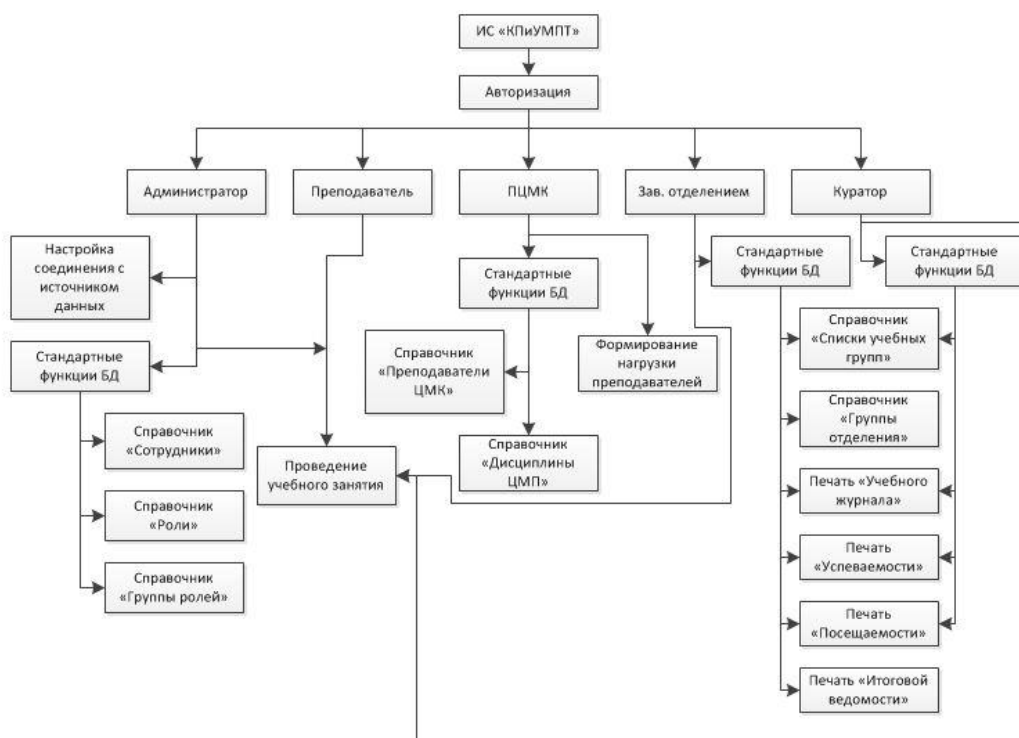 ИС «КПиУМПТ»
Авторизация
Администратор
Преподаватель
ПЦМК
Зав. отделением
Куратор
Настройка
соединения с
источником
данных
Стандартные
функции БД
Справочник
«Сотрудники»
Справочник
«Роли»
Справочник
«Группы ролей»
Проведение
учебного занятия
Стандартные
функции БД
Справочник
«Преподаватели
ЦМК»
Справочник
«Дисциплины
ЦМП»
Формирование
нагрузки
преподавателей
Стандартные
функции БД
Стандартные
функции БД
Справочник
«Списки учебных
групп»
Справочник
«Группы
отделения»
Печать «Учебного
журнала»
Печать
«Успеваемости»
Печать
«Посещаемости»
Печать «Итоговой
ведомости»